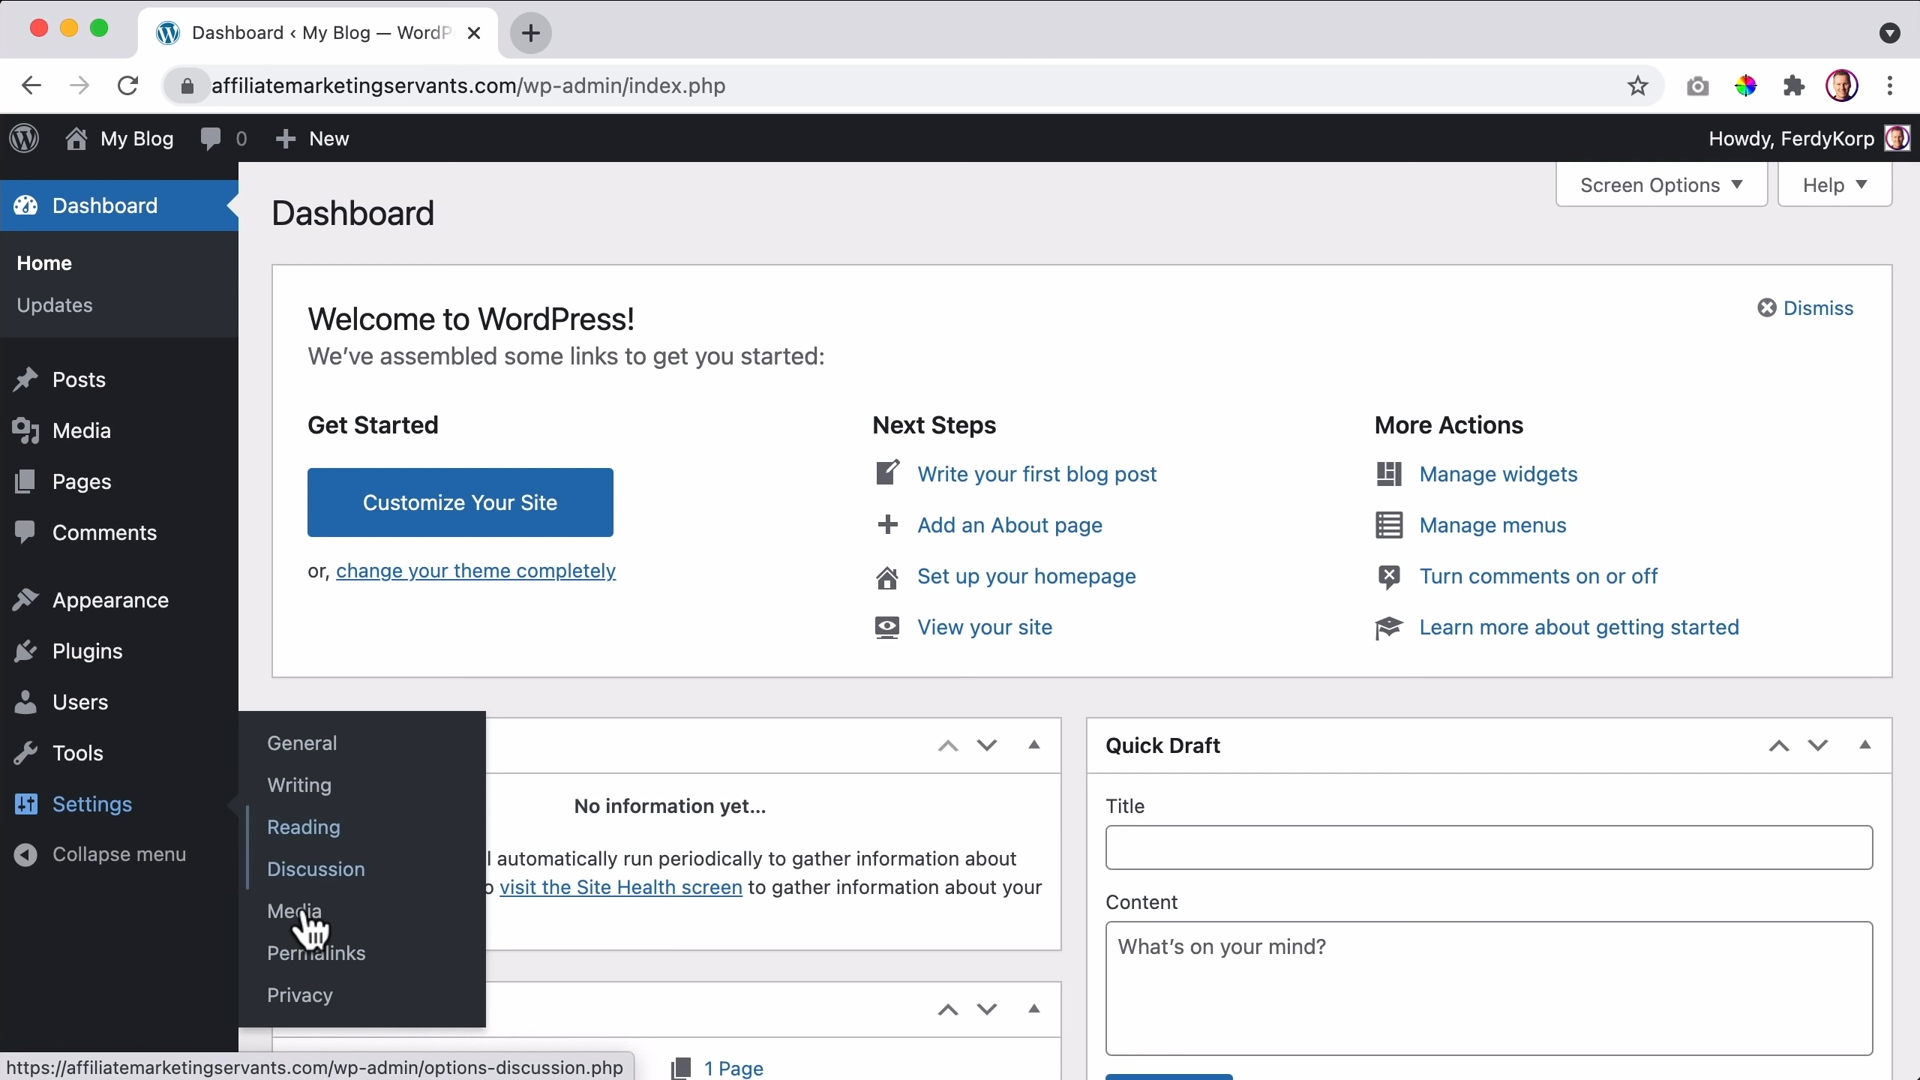 Dashboard ‹ My Blog — WordP
affiliatemarketingservants.com/wp-admin/index.php
My Blog 0 New
Howdy, FerdyKorp
Screen Options Help
Dashboard
Home
Updates
Posts
Media
Pages
Comments
Appearance
Plugins
Users
Tools
Settings
Collapse menu
Dashboard
Welcome to WordPress!
We've assembled some links to get you started:
Dismiss
Get Started
Customize Your Site
or, change your theme completely
Next Steps
Write your first blog post
Add an About page
Set up your homepage
View your site
More Actions
Manage widgets
Manage menus
Turn comments on or off
Learn more about getting started
General
Writing
Reading
Discussion
Media
Permalinks
Privacy
No information yet...
l automatically run periodically to gather information about
o visit the Site Health screen to gather information about your
1 Page
Quick Draft
Title
Content
What's on your mind?
https://affiliatemarketingservants.com/wp-admin/options-discussion.php